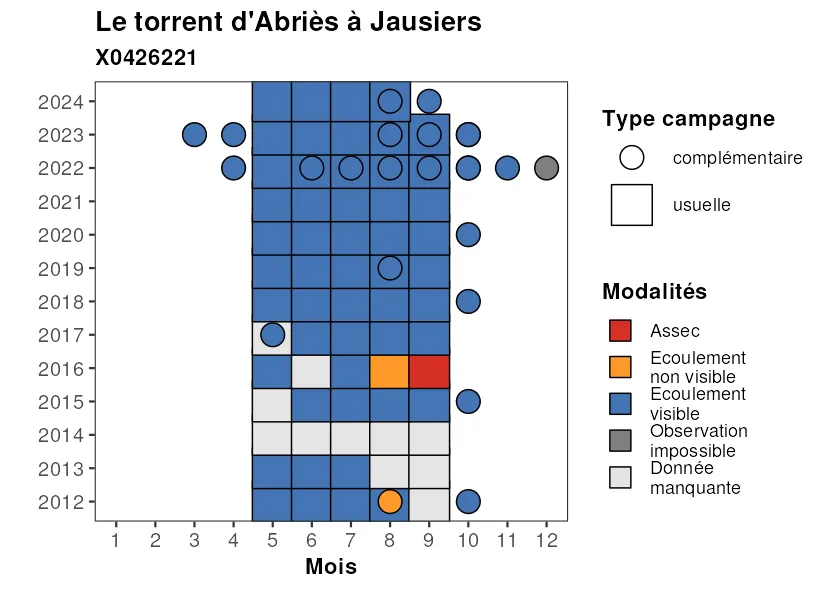 Le torrent d'Abriès à Jausiers
X0426221
2024
2023
2022
2021
2020
2019
2018
2017
2016
2015
2014
2013
2012
1 2 3 4 5 6 7 8 9 10 11 12
Mois
Type campagne
complémentaire
usuelle
Modalités
Assec
Ecoulement
non visible
Ecoulement
visible
Observation
impossible
Donnée
manquante